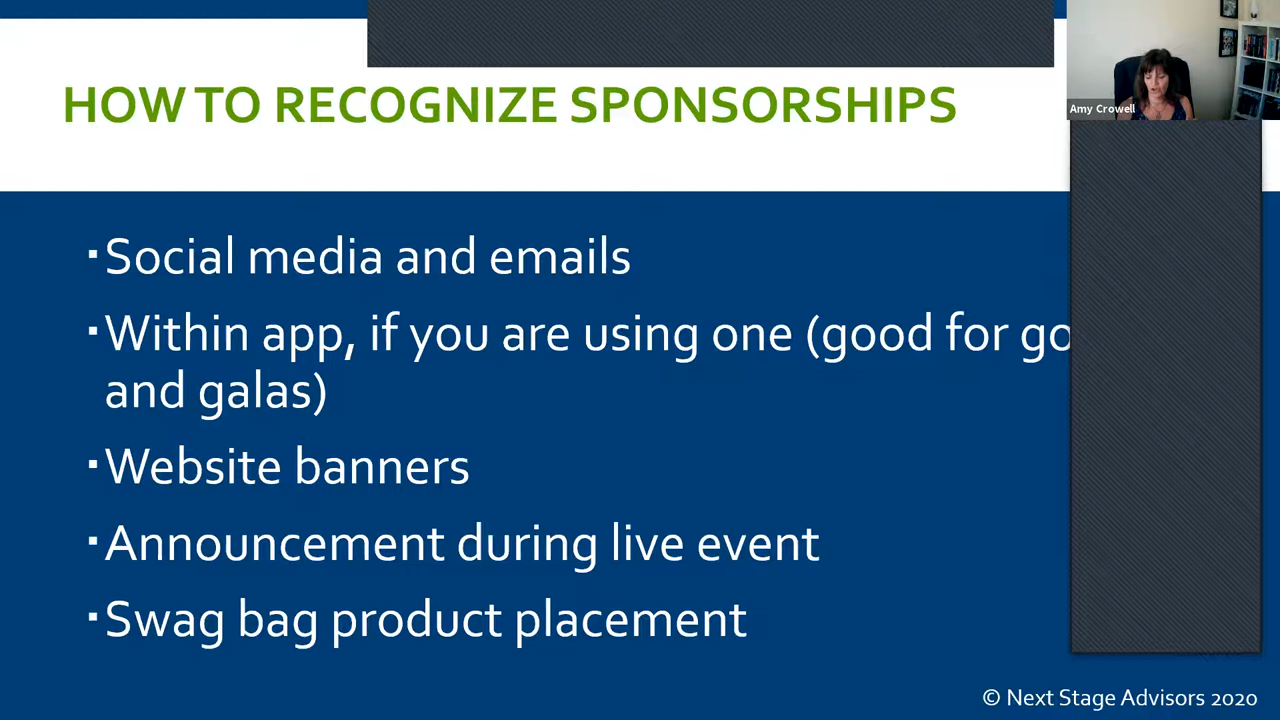 HOW TO RECOGNIZE SPONSORSHIPS
Amy Crowell
▪Social media and emails
▪Within app, if you are using one (good for
and galas)
▪Website banners
▪Announcement during live event
▪Swag bag product placement
© Next Stage Advisors 2020